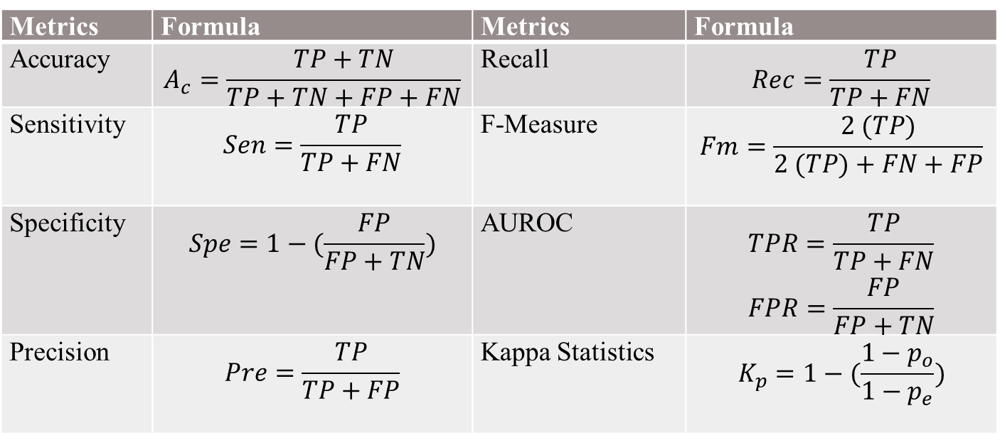 Metrics Formula Metrics Formula
Accuracy A_c = \frac{TP + TN}{TP + TN + FP + FN} Recall Rec = \frac{TP}{TP + FN}
Sensitivity Sen = \frac{TP}{TP + FN} F-Measure Fm = \frac{2 (TP)}{2 (TP) + FN + FP}
Specificity Spe = 1 − (\frac{FP}{FP + TN}) AUROC TPR = \frac{TP}{TP + FN}
FPR = \frac{FP}{FP + TN}
Precision Pre = \frac{TP}{TP + FP} Kappa Statistics K_p = 1 − (\frac{1 − p_o}{1 − p_e})